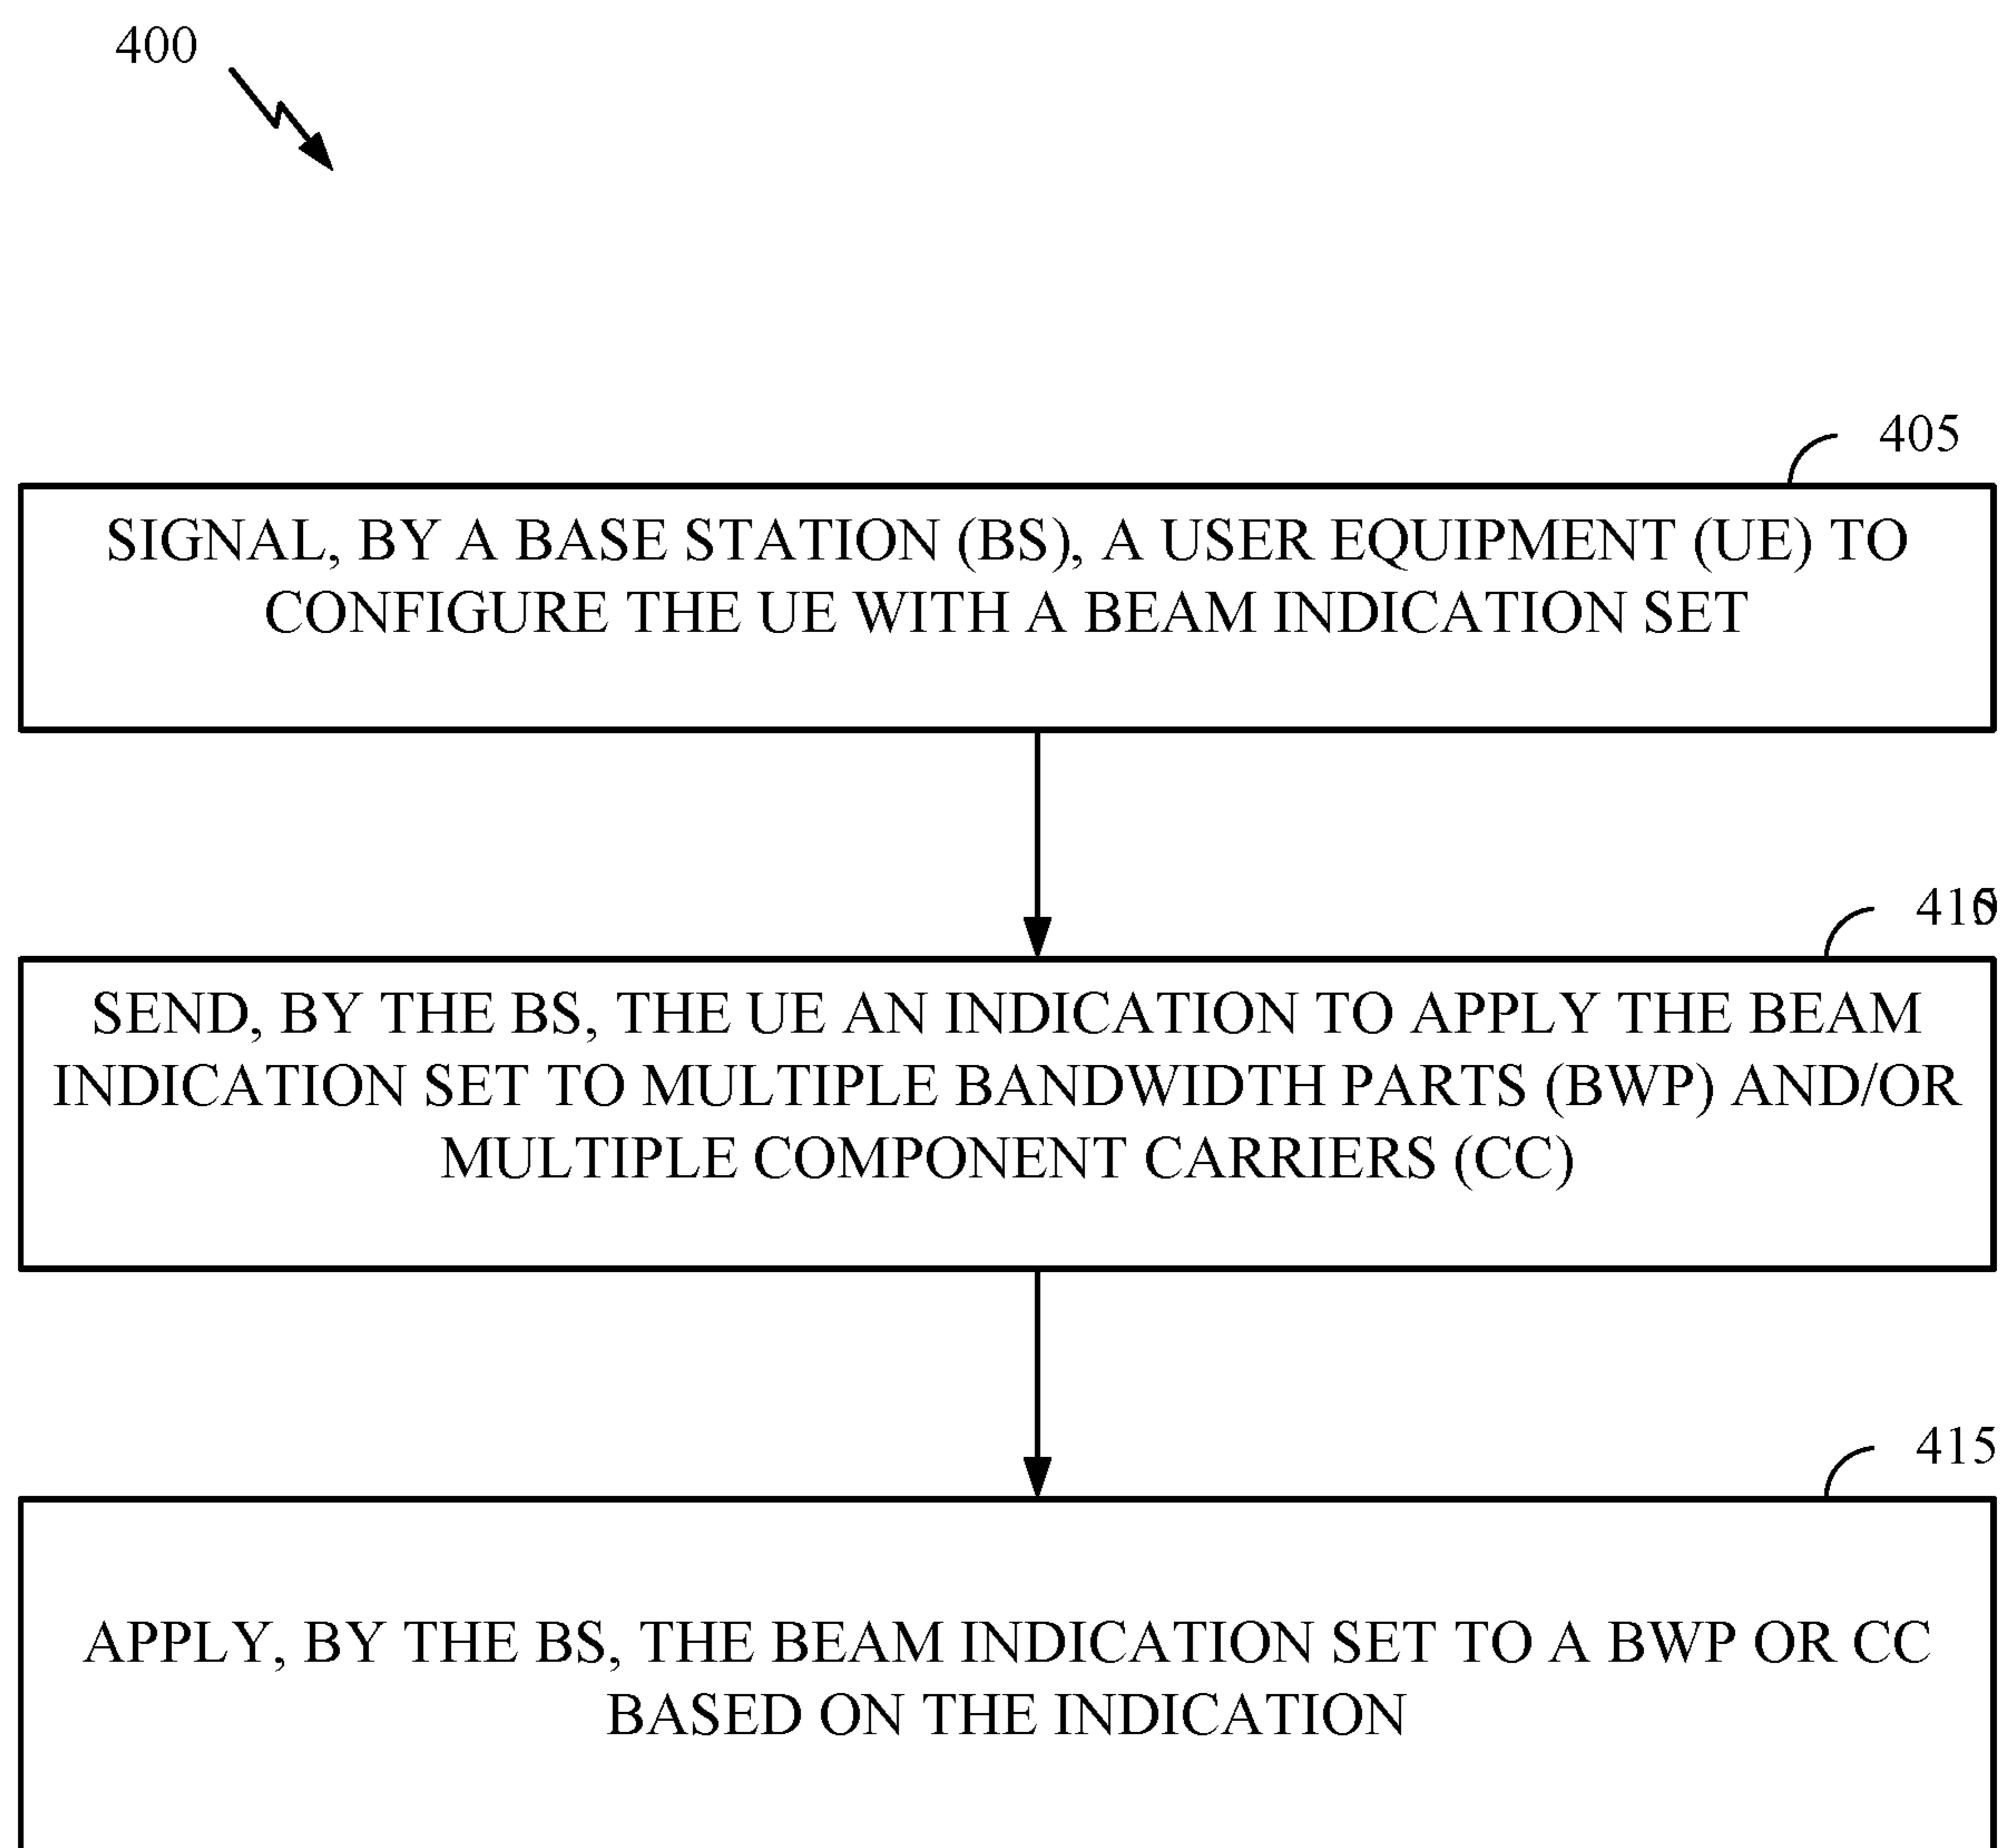 400
405
SIGNAL, BY A BASE STATION (BS), A USER EQUIPMENT (UE) TO
CONFIGURE THE UE WITH A BEAM INDICATION SET
SEND, BY THE BS, THE UE AN INDICATION TO APPLY THE BEAM
INDICATION SET TO MULTIPLE BANDWIDTH PARTS (BWP) AND/OR
MULTIPLE COMPONENT CARRIERS (CC)
415
APPLY, BY THE BS, THE BEAM INDICATION SET TO A BWP OR CC
BASED ON THE INDICATION